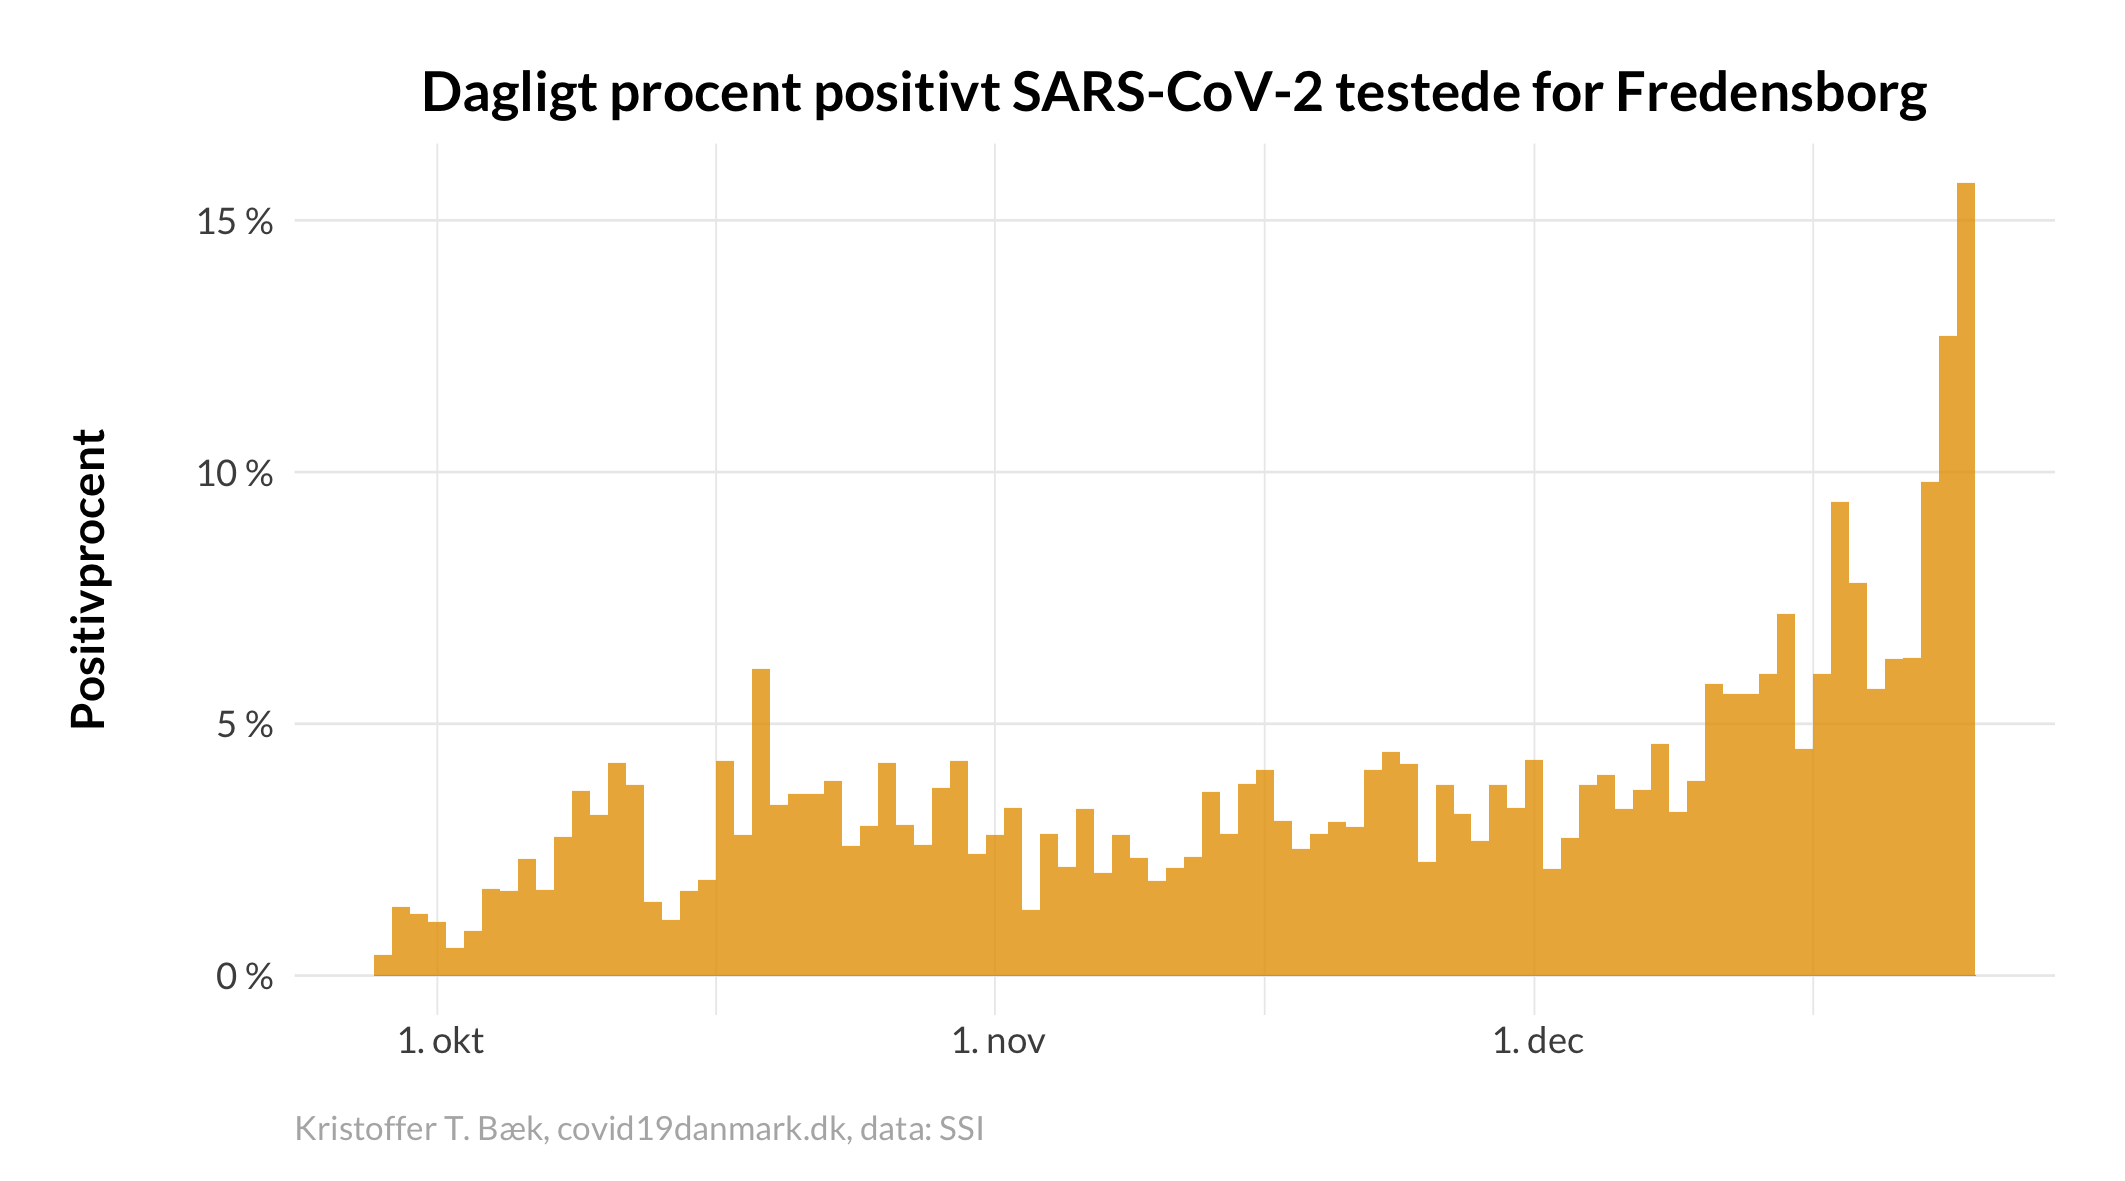 Dagligt procent positivt SARS-CoV-2 testede for Fredensborg
Positivprocent
15 %
10 %
5 %
0 %
1. okt
1. nov
1. dec
Kristoffer T. Bæk, covid19danmark.dk, data: SSI